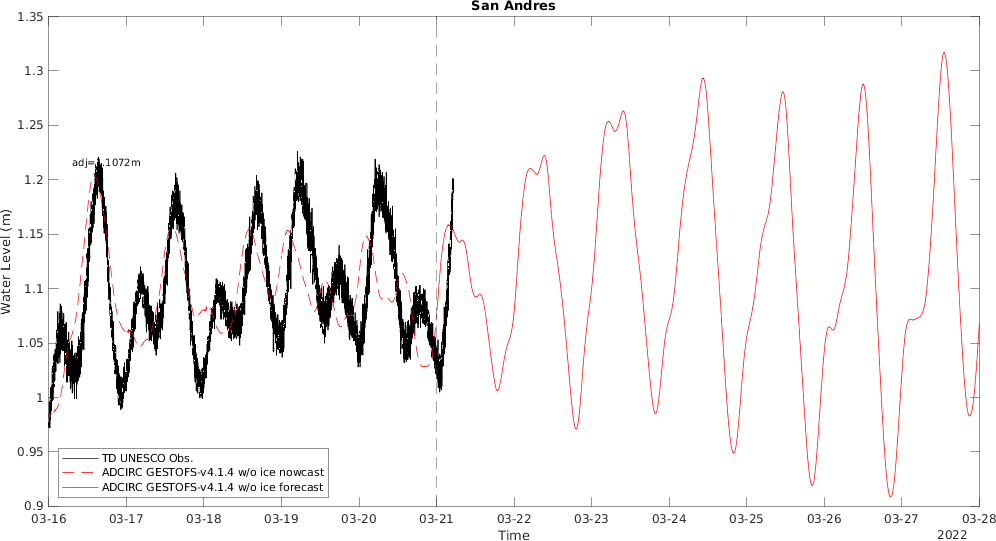 San Andres
1.35
1.3
1.25
1.2
1.15
1.1
1.05
1
0.95
0.9
Water Level (m)
adj=1.1072m
TD UNESCO Obs.
ADCIRC GESTOFS-v4.1.4 w/o ice nowcast
ADCIRC GESTOFS-v4.1.4 w/o ice forecast
03-16 03-17 03-18 03-19 03-20 03-21 03-22 03-23 03-24 03-25 03-26 03-27 03-28
Time
2022